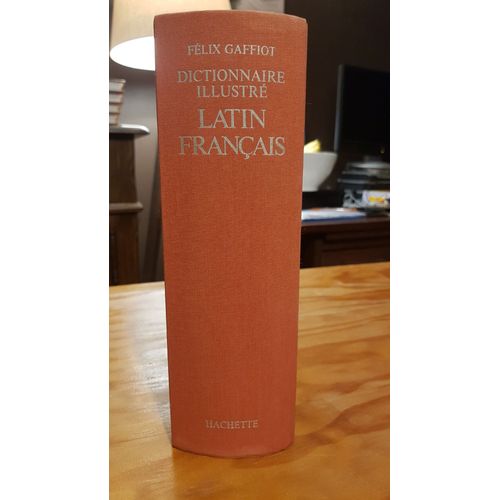 FÉLIX GAFFIOT
DICTIONNAIRE
ILLUSTRÉ
LATIN
FRANÇAIS
HACHETTE